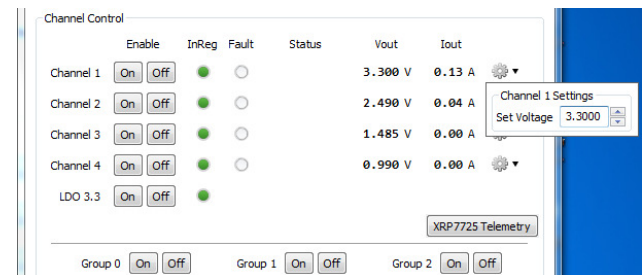 Channel Control
Enable InReg Fault Status Vout Iout
Channel 1 On Off 3.300 V 0.13 A
Channel 1 Settings
Channel 2 On Off 2.490 V 0.04 A
Set Voltage 3.3000
Channel 3 On Off 1.485 V 0.00 A
Channel 4 On Off 0.990 V 0.00 A
LDO 3.3 On Off
XRP7725 Telemetry
Group 0 On Off Group 1 On Off Group 2 On Off